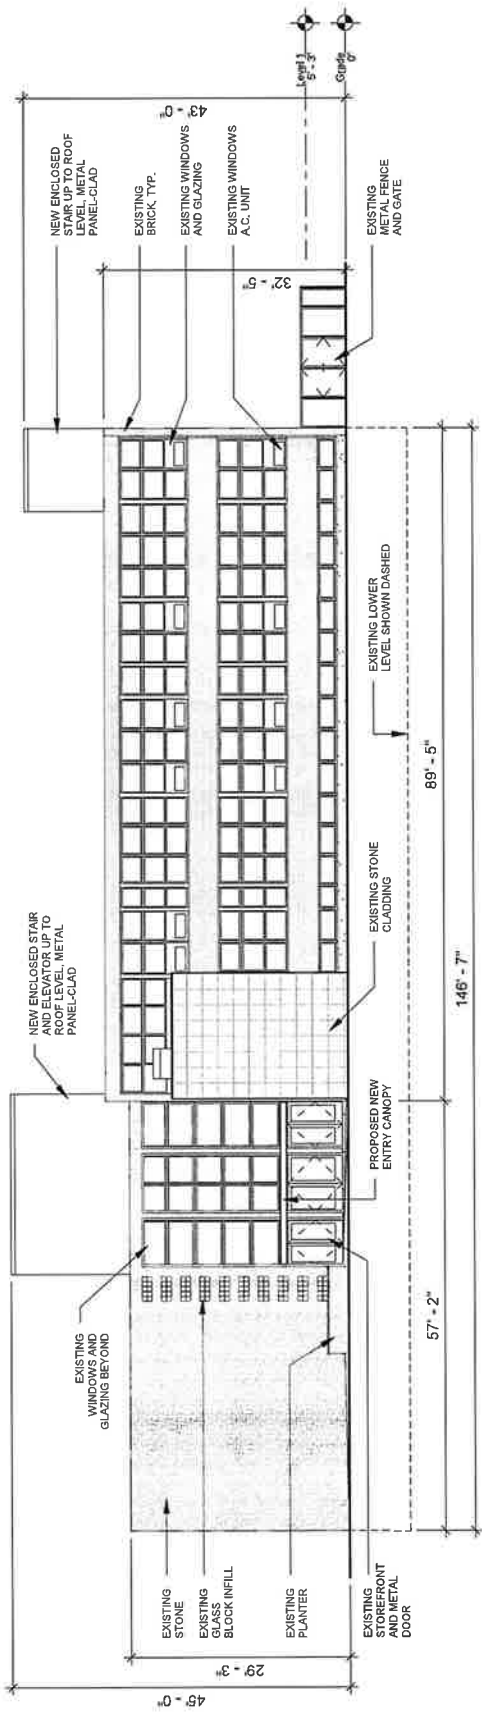 NEW ENCLOSED STAIR
AND ELEVATOR UP TO
ROOF LEVEL, METAL
PANEL-CLAD
NEW ENCLOSED
STAIR UP TO ROOF
LEVEL, METAL
PANEL-CLAD
EXISTING
BRICK, TYP.
EXISTING WINDOWS
AND GLAZING
EXISTING WINDOWS
A.C. UNIT
43' - 0"
32' - 5"
Level 1
5' - 3"
Grade
0"
EXISTING
METAL FENCE
AND GATE
EXISTING
WINDOWS AND
GLAZING BEYOND
EXISTING
STONE
EXISTING
GLASS
BLOCK INFILL
EXISTING
PLANTER
EXISTING
STOREFRONT
AND METAL
DOOR
45' - 0"
29' - 3"
PROPOSED NEW
ENTRY CANOPY
EXISTING STONE
CLADDING
EXISTING LOWER
LEVEL SHOWN DASHED
57' - 2"
89' - 5"
146' - 7"